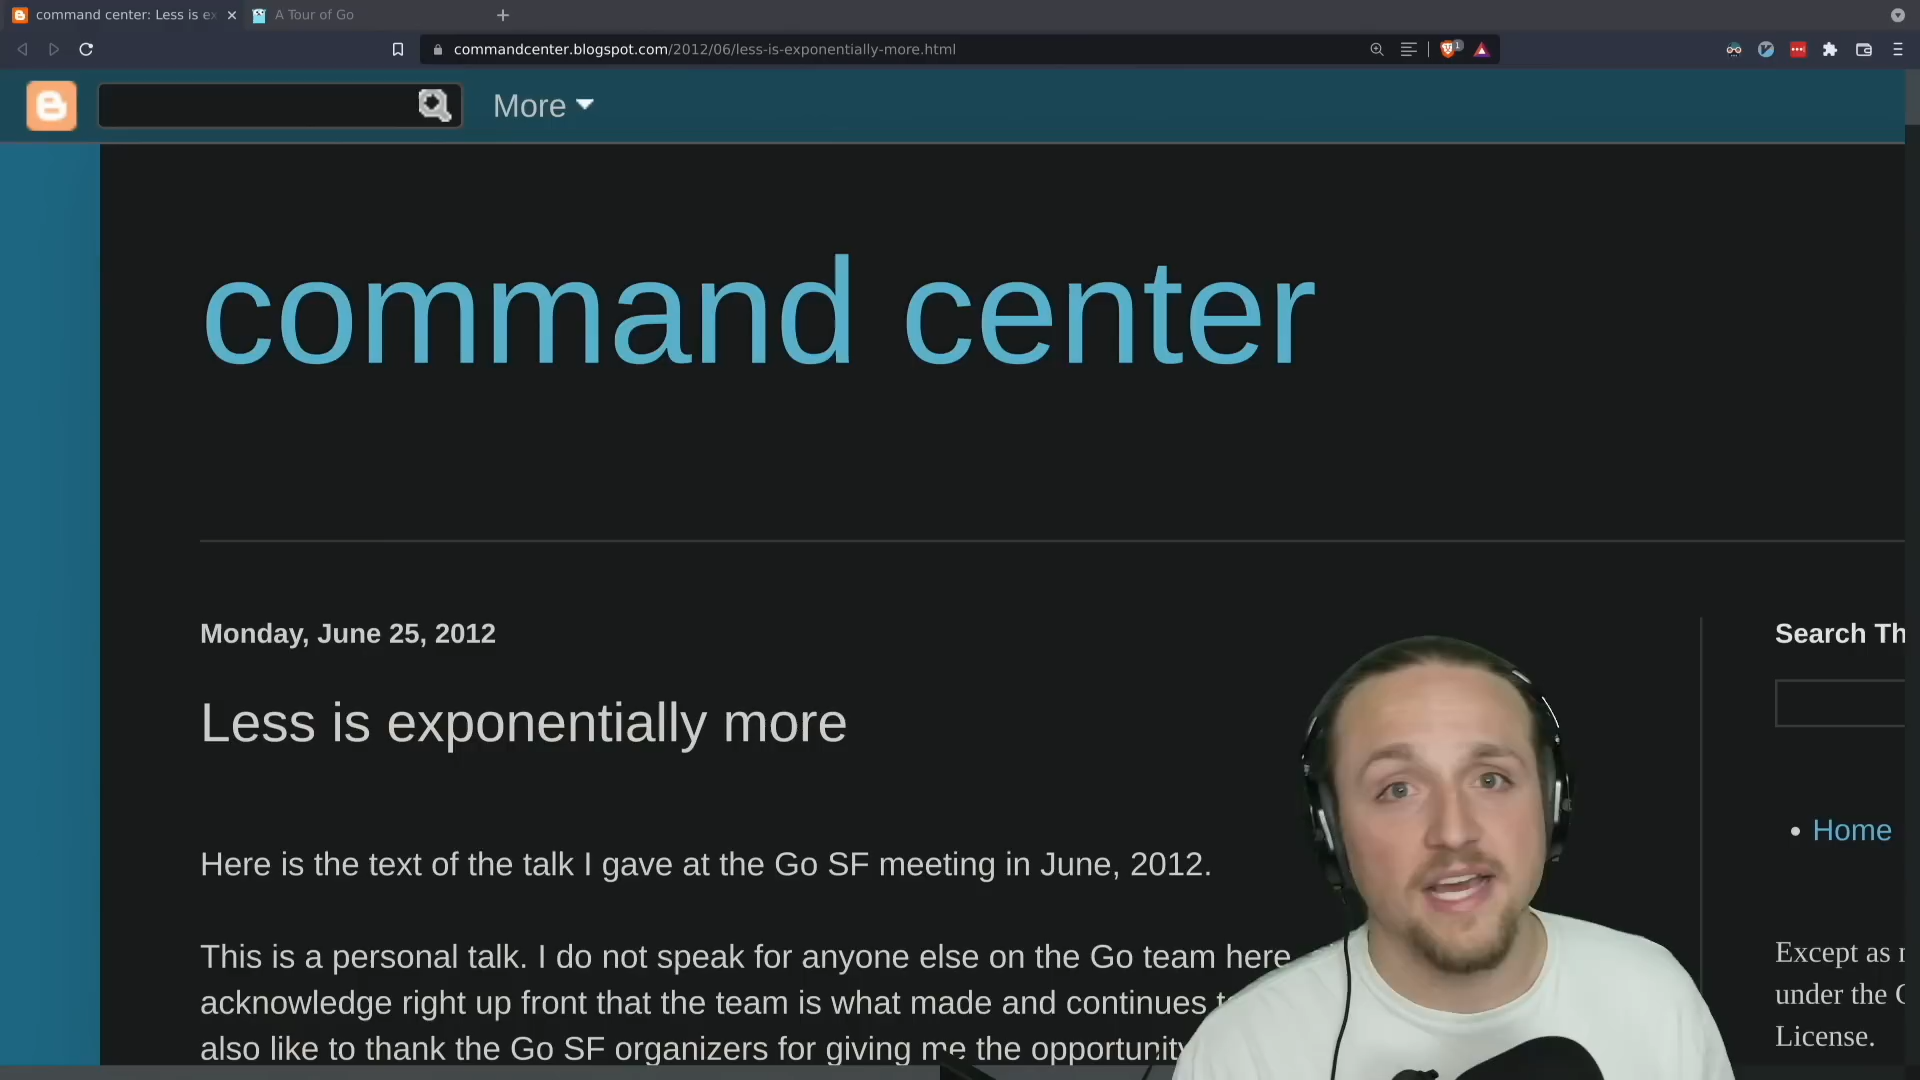 command center: Less is ex
A Tour of Go
commandcenter.blogspot.com/2012/06/less-is-exponentially-more.html
1
More
command center
Monday, June 25, 2012
Less is exponentially more
Here is the text of the talk I gave at the Go SF meeting in June, 2012.
This is a personal talk. I do not speak for anyone else on the Go team here
acknowledge right up front that the team is what made and continues
also like to thank the Go SF organizers for giving me the opportunity
Search Th
Home
Except as
under the
License.